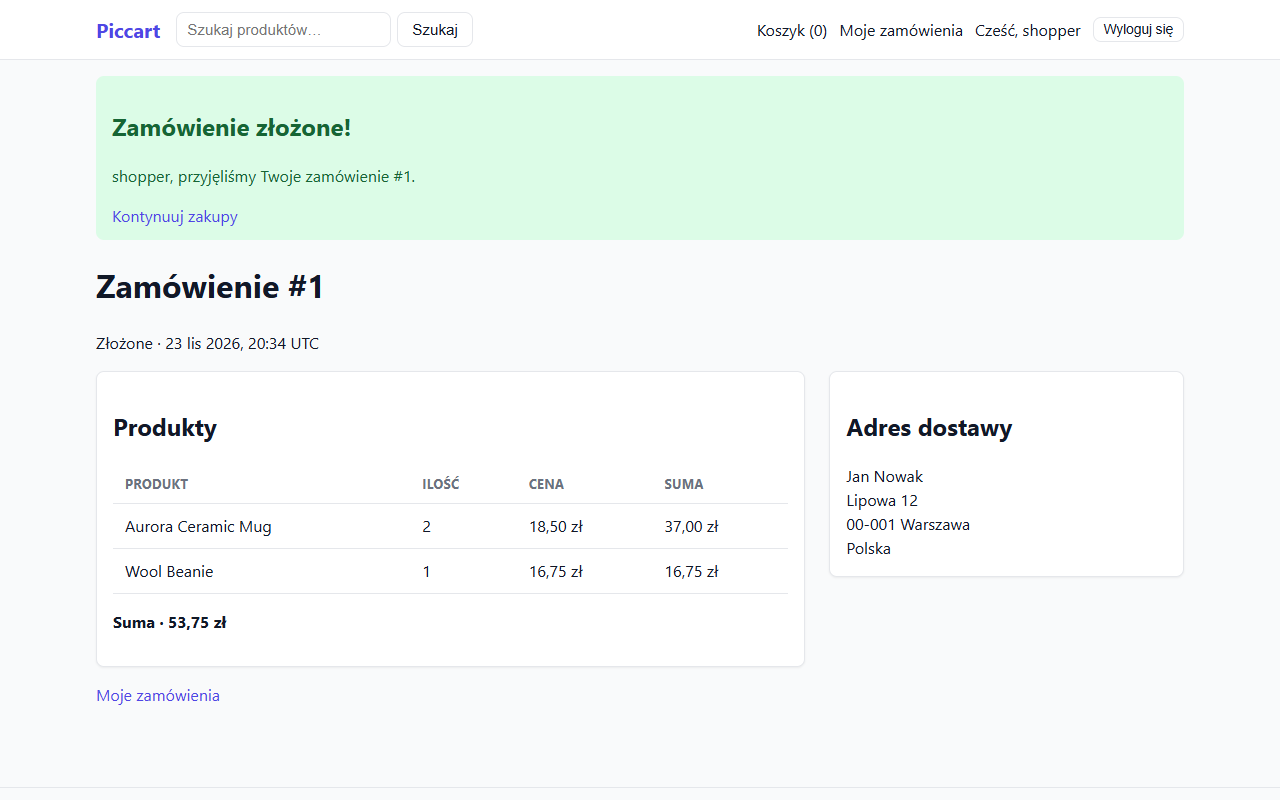 Piccart
Szukaj produktów…
Szukaj
Koszyk (0)
Moje zamówienia
Cześć, shopper
Wyloguj się
Zamówienie złożone!
shopper, przyjęliśmy Twoje zamówienie #1.
Kontynuuj zakupy
Zamówienie #1
Złożone · 23 lis 2026, 20:34 UTC
Produkty
PRODUKT ILOŚĆ CENA SUMA
Aurora Ceramic Mug 2 18,50 zł 37,00 zł
Wool Beanie 1 16,75 zł 16,75 zł
Suma · 53,75 zł
Adres dostawy
Jan Nowak
Lipowa 12
00-001 Warszawa
Polska
Moje zamówienia